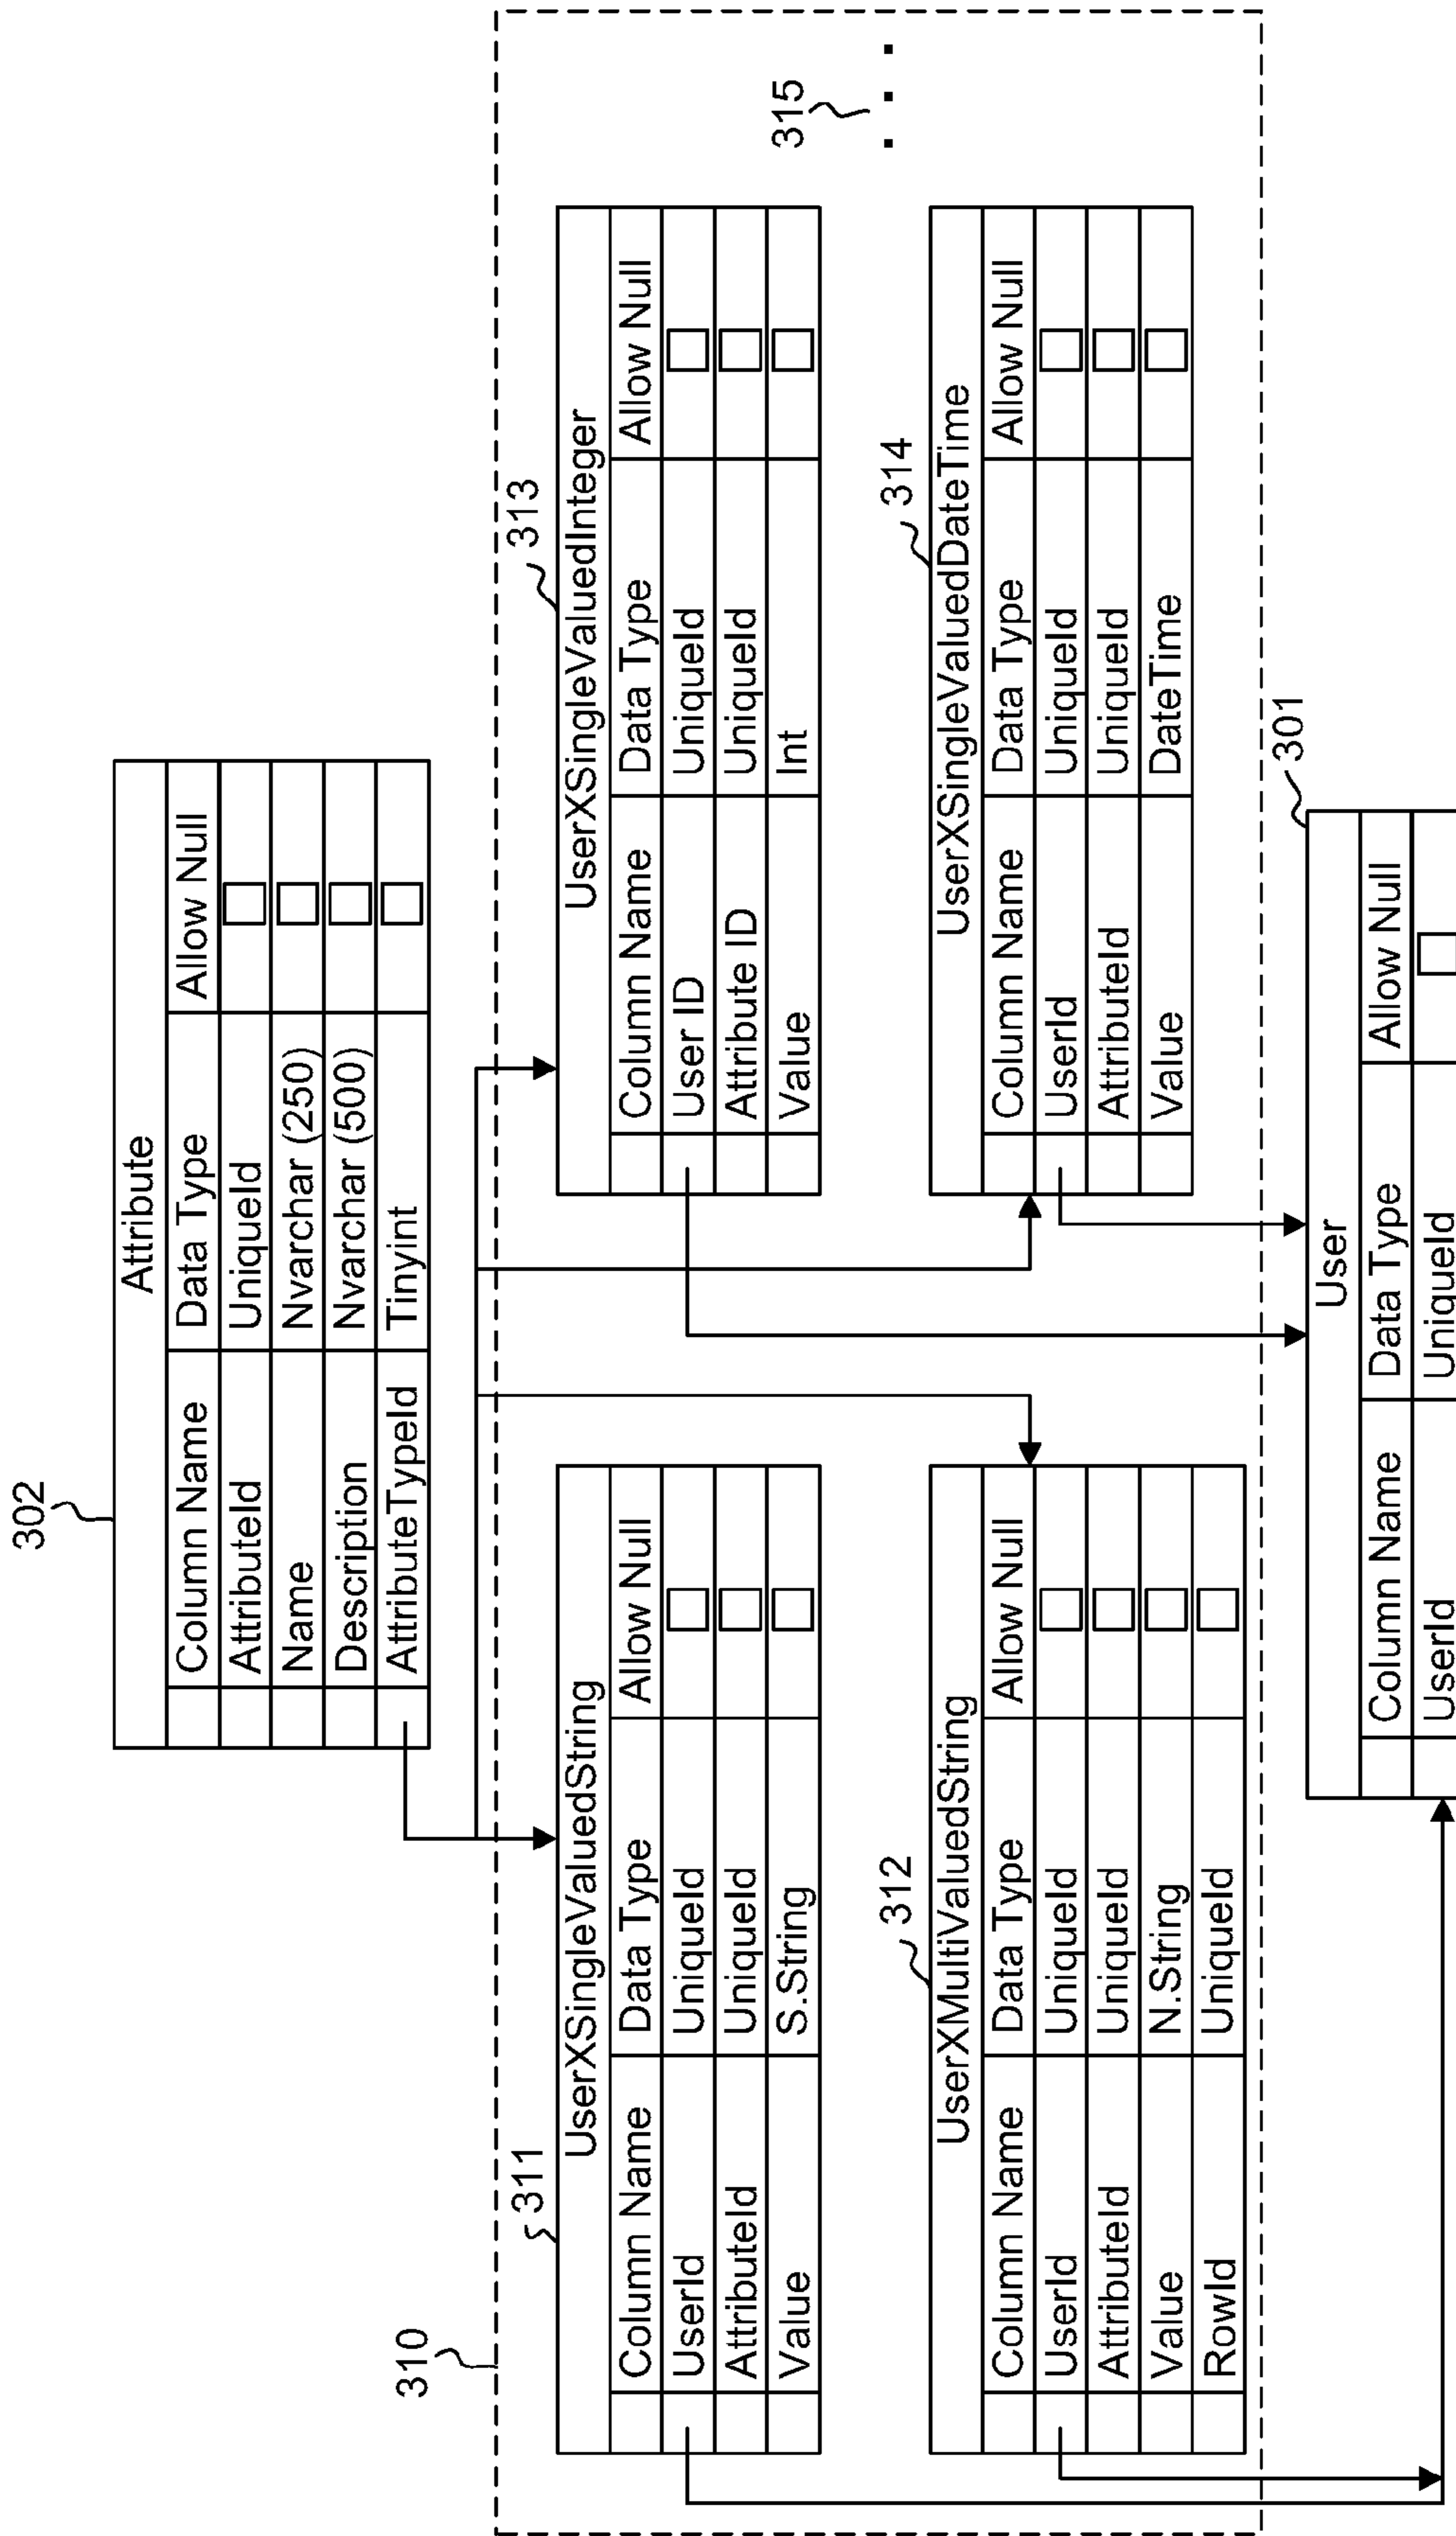 302
Attribute
Column Name Data Type Allow Null
AttributeId UniqueId
Name Nvarchar (250)
Description Nvarchar (500)
AttributeTypeId Tinyint
310
311
UserXSingleValuedString
Column Name Data Type Allow Null
UserId UniqueId
AttributeId UniqueId
Value S.String
313
UserXSingleValuedInteger
Column Name Data Type Allow Null
User ID UniqueId
Attribute ID UniqueId
Value Int
312
UserXMultiValuedString
Column Name Data Type Allow Null
UserId UniqueId
AttributeId UniqueId
Value N.String
RowId UniqueId
314
UserXSingleValuedDateTime
Column Name Data Type Allow Null
UserId UniqueId
AttributeId UniqueId
Value DateTime
315
. . .
301
User
Column Name Data Type Allow Null
UserId UniqueId